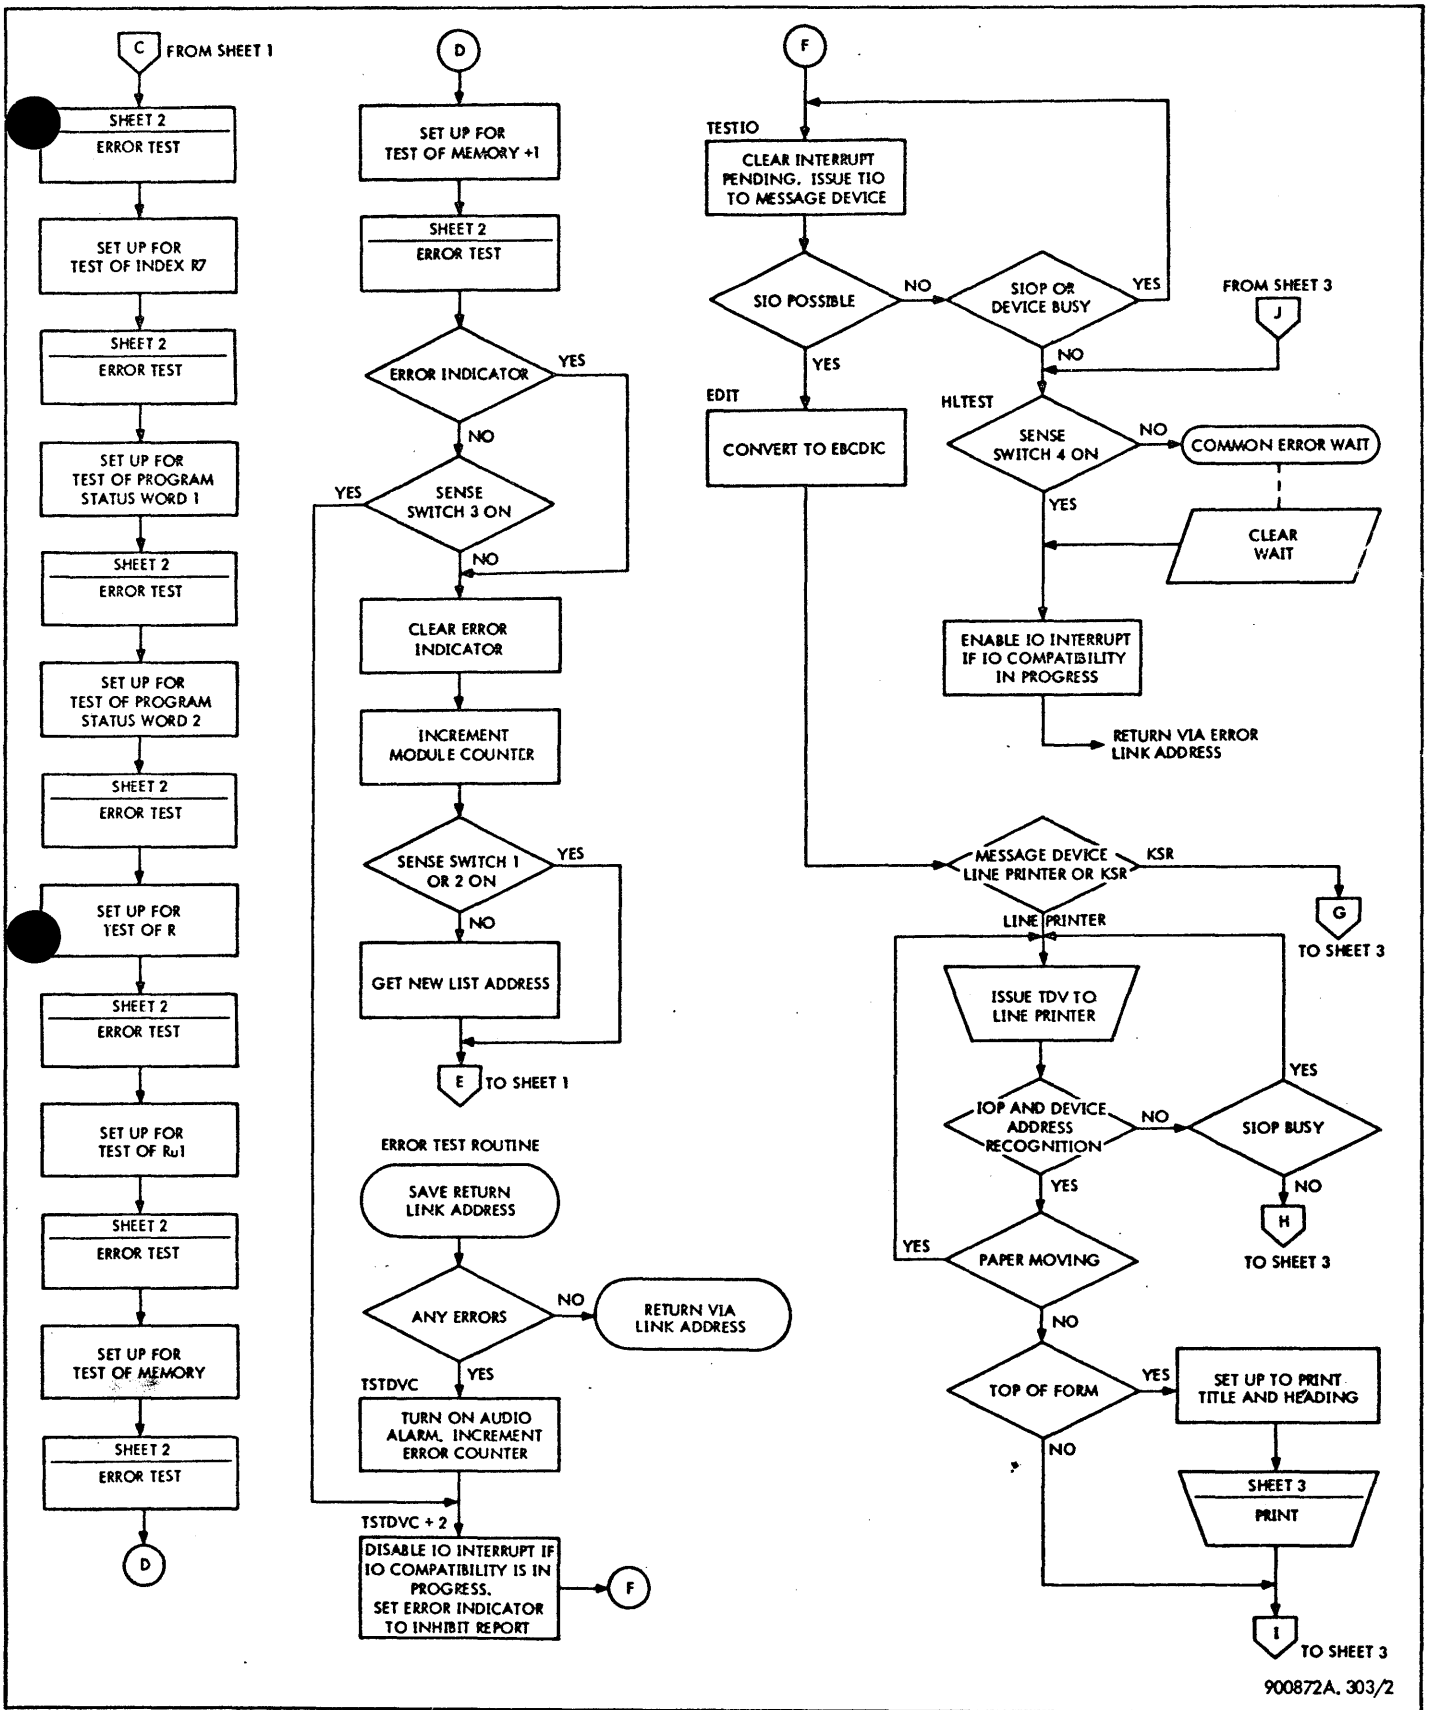 C
FROM SHEET 1
SHEET 2
ERROR TEST
SET UP FOR
TEST OF INDEX R7
SHEET 2
ERROR TEST
SET UP FOR
TEST OF PROGRAM
STATUS WORD 1
SHEET 2
ERROR TEST
SET UP FOR
TEST OF PROGRAM
STATUS WORD 2
SHEET 2
ERROR TEST
SET UP FOR
TEST OF R
SHEET 2
ERROR TEST
SET UP FOR
TEST OF Ru1
SHEET 2
ERROR TEST
SET UP FOR
TEST OF MEMORY
SHEET 2
ERROR TEST
D
D
SET UP FOR
TEST OF MEMORY +1
SHEET 2
ERROR TEST
ERROR INDICATOR
YES
NO
SENSE
SWITCH 3 ON
YES
NO
CLEAR ERROR
INDICATOR
INCREMENT
MODULE COUNTER
SENSE SWITCH 1
OR 2 ON
YES
NO
GET NEW LIST ADDRESS
E
TO SHEET 1
ERROR TEST ROUTINE
SAVE RETURN
LINK ADDRESS
ANY ERRORS
NO
RETURN VIA
LINK ADDRESS
YES
TSTDVC
TURN ON AUDIO
ALARM. INCREMENT
ERROR COUNTER
TSTDVC + 2
DISABLE IO INTERRUPT IF
IO COMPATIBILITY IS IN
PROGRESS.
SET ERROR INDICATOR
TO INHIBIT REPORT
F
F
TESTIO
CLEAR INTERRUPT
PENDING. ISSUE TIO
TO MESSAGE DEVICE
SIO POSSIBLE
NO
SIOP OR
DEVICE BUSY
YES
YES
NO
FROM SHEET 3
J
EDIT
CONVERT TO EBCDIC
HLTEST
SENSE
SWITCH 4 ON
NO
COMMON ERROR WAIT
YES
CLEAR
WAIT
ENABLE IO INTERRUPT
IF IO COMPATIBILITY
IN PROGRESS
RETURN VIA ERROR
LINK ADDRESS
MESSAGE DEVICE
LINE PRINTER OR KSR
KSR
G
TO SHEET 3
LINE PRINTER
ISSUE TDV TO
LINE PRINTER
IOP AND DEVICE
ADDRESS
RECOGNITION
NO
SIOP BUSY
YES
YES
NO
H
TO SHEET 3
PAPER MOVING
YES
NO
TOP OF FORM
YES
SET UP TO PRINT
TITLE AND HEADING
NO
SHEET 3
PRINT
I
TO SHEET 3
900872A. 303/2